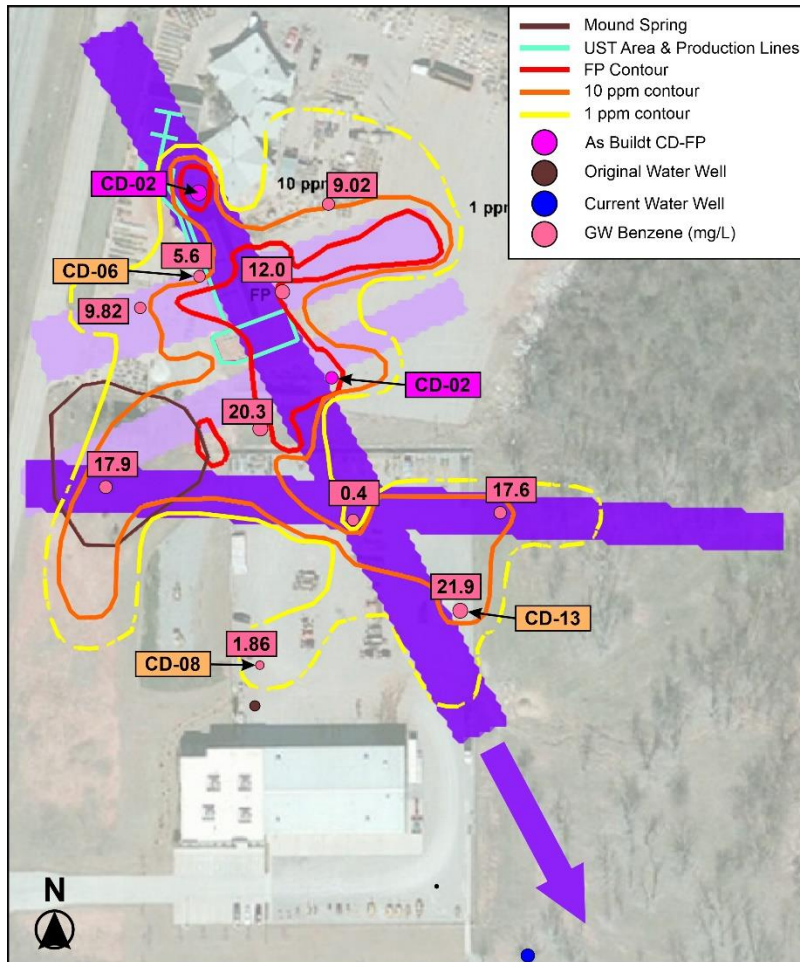 Mound Spring
UST Area & Production Lines
FP Contour
10 ppm contour
1 ppm contour
As Buildt CD-FP
Original Water Well
Current Water Well
GW Benzene (mg/L)
CD-02
10 ppm
9.02
1 ppm
5.6
CD-06
12.0
FP
9.82
CD-02
20.3
17.9
0.4
17.6
21.9
CD-13
1.86
CD-08
N